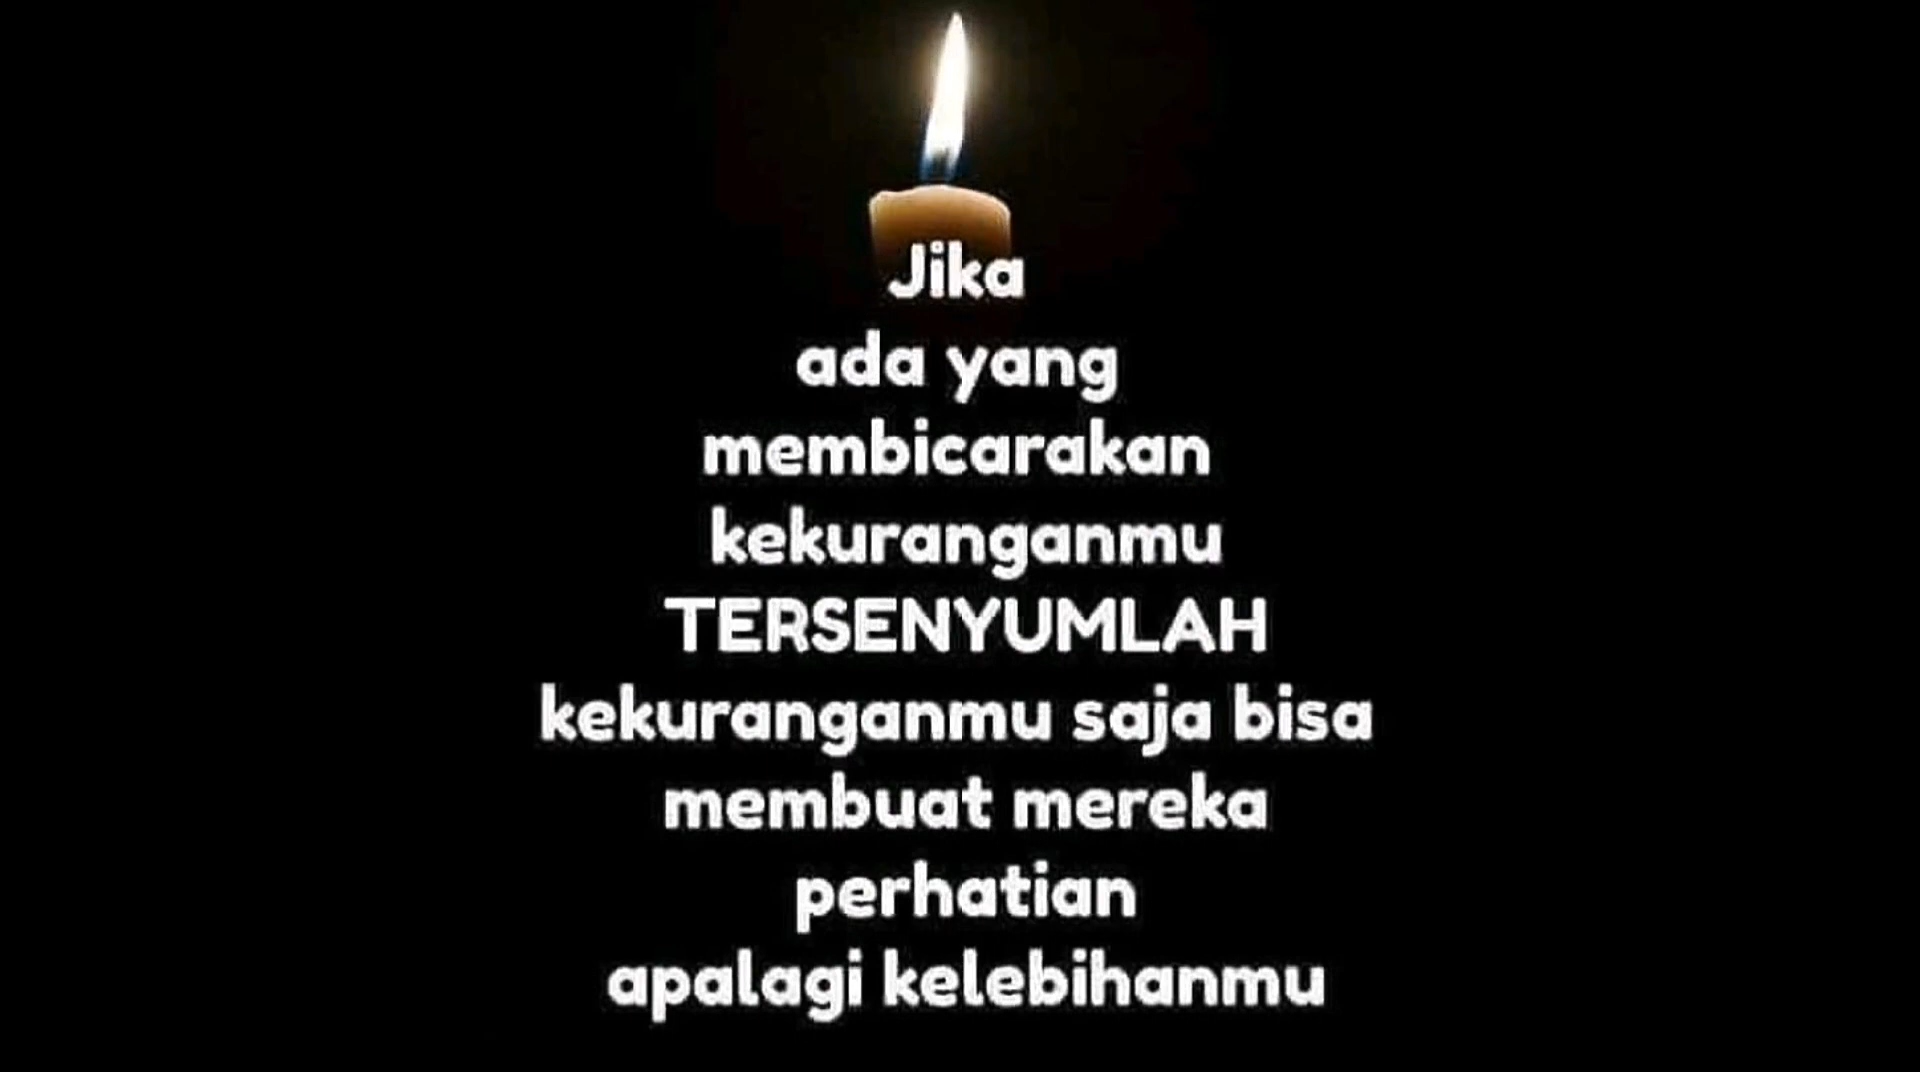 Jika
ada yang
membicarakan
kekuranganmu
TERSENYUMLAH
kekuranganmu saja bisa
membuat mereka
perhatian
apalagi kelebihanmu